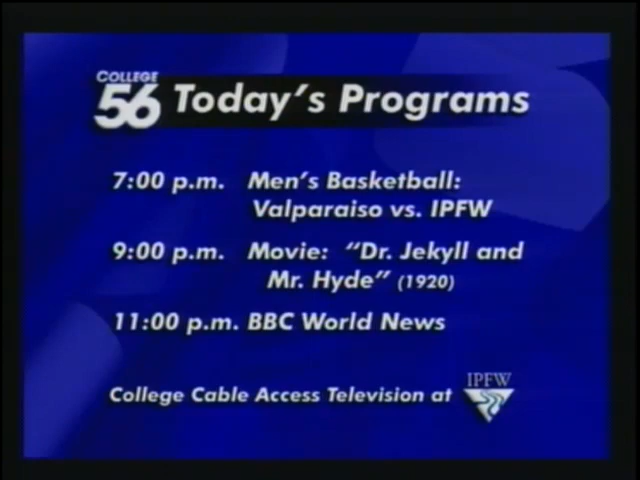 COLLEGE
56 Today's Programs
7:00 p.m. Men's Basketball:
Valparaiso vs. IPFW
9:00 p.m. Movie: "Dr. Jekyll and
Mr. Hyde" (1920)
11:00 p.m. BBC World News
College Cable Access Television at IPFW